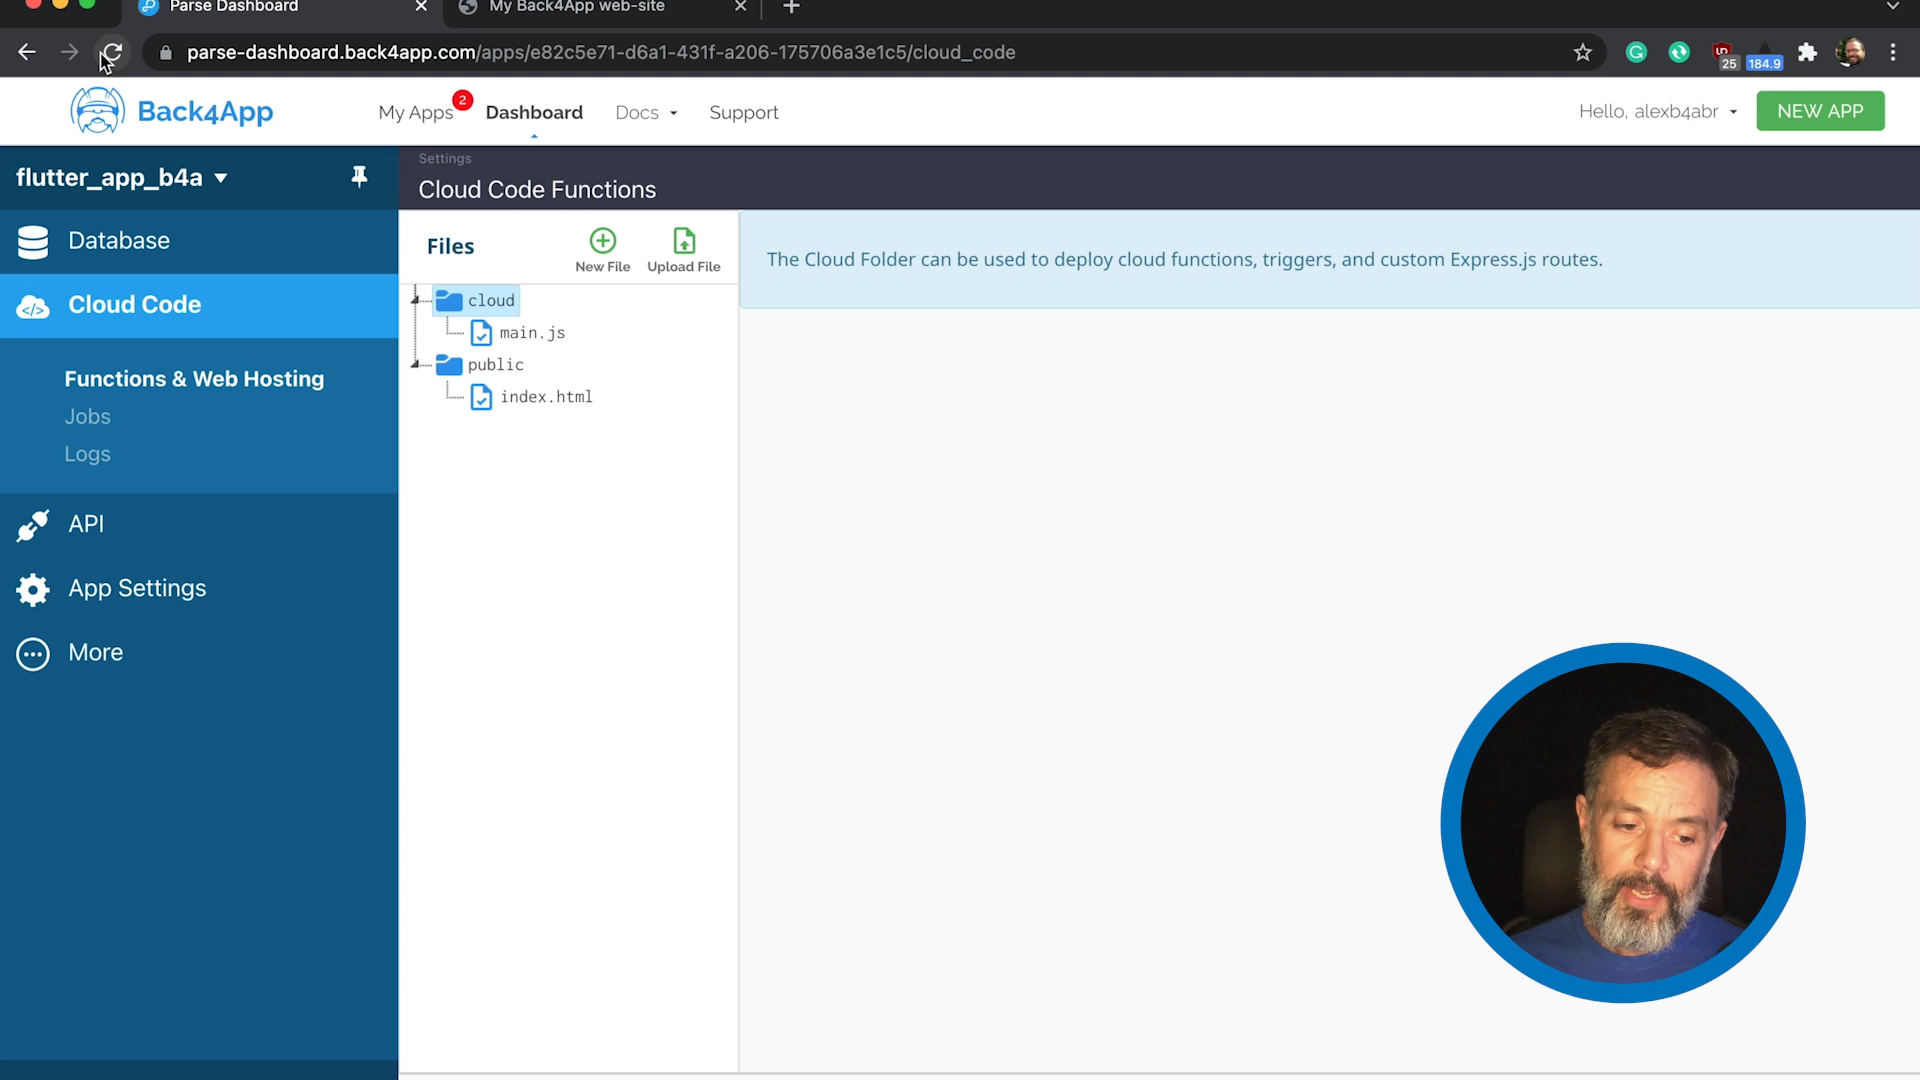 Parse Dashboard
My Back4App web-site
parse-dashboard.back4app.com/apps/e82c5e71-d6a1-431f-a206-175706a3e1c5/cloud_code
25
184.9
Back4App
My Apps
2
Dashboard
Docs
Support
Hello, alexb4abr
NEW APP
flutter_app_b4a
Settings
Cloud Code Functions
Database
Cloud Code
Functions & Web Hosting
Jobs
Logs
API
App Settings
More
Files
New File
Upload File
cloud
main.js
public
index.html
The Cloud Folder can be used to deploy cloud functions, triggers, and custom Express.js routes.